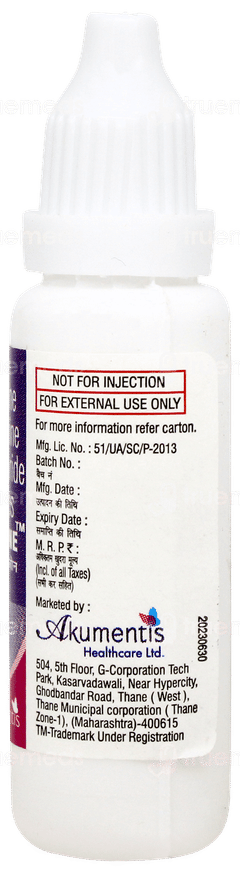 NOT FOR INJECTION
FOR EXTERNAL USE ONLY
For more information refer carton.
Mfg. Lic. No. : 51/UA/SC/P-2013
Batch No. :
बैच नं
Mfg. Date :
उत्पादन की तिथि
Expiry Date :
समाप्ति की तिथि
M. R. P. ₹ :
अधिकतम खुदरा मूल्य
(Incl. of all Taxes)
(सभी कर सहित)
Marketed by :
Akumentis
Healthcare Ltd.
504, 5th Floor, G-Corporation Tech
Park, Kasarvadawali, Near Hypercity,
Ghodbandar Road, Thane ( West ),
Thane Municipal corporation ( Thane
Zone-1), (Maharashtra)-400615
TM-Trademark Under Registration
20230630